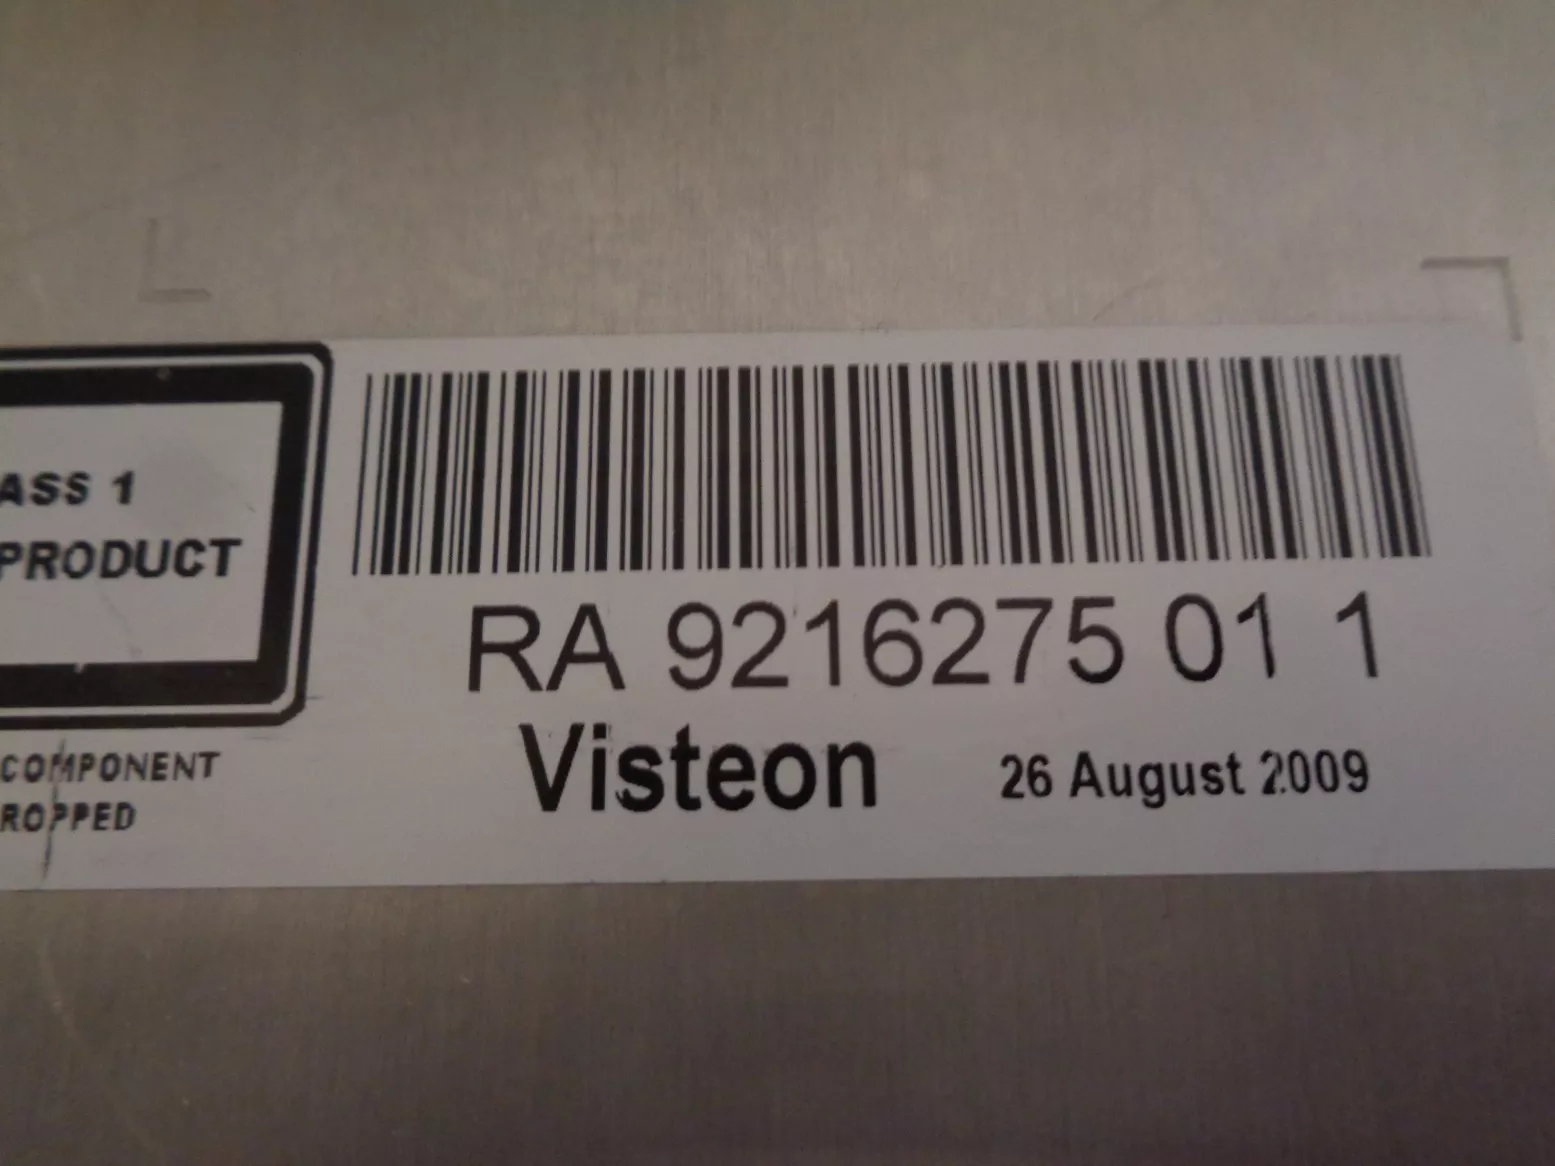 ASS 1
PRODUCT
COMPONENT
ROPPED
RA 9216275 01 1
Visteon 26 August 2009